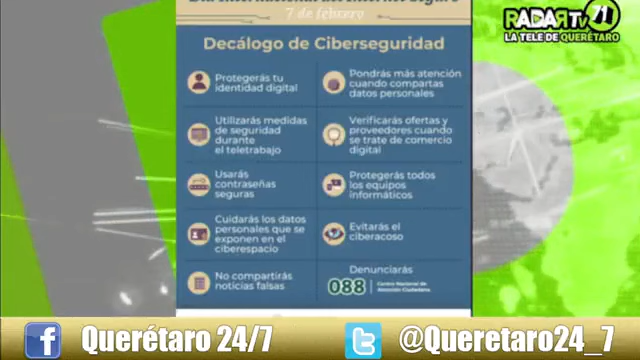 7 de febrero
RADAR TV 71
LA TELE DE QUERÉTARO
Decálogo de Ciberseguridad
Protegerás tu
identidad digital
Utilizarás medidas
de seguridad
durante
el teletrabajo
Usarás
contraseñas
seguras
Cuidarás los datos
personales que se
exponen en el
ciberespacio
No compartirás
noticias falsas
Pondrás más atención
cuando compartas
datos personales
Verificarás ofertas y
proveedores cuando
se trate de comercio
digital
Protegerás todos
los equipos
informáticos
Evitarás el
ciberacoso
Denunciarás
088
Centro Nacional de
Atención Ciudadana
Querétaro 24/7
@Queretaro24_7